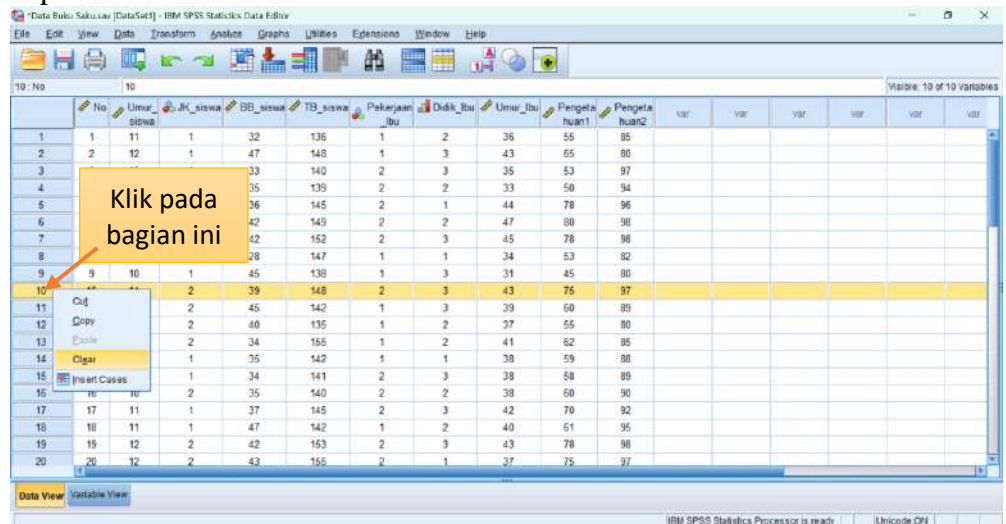 *Data Buku Saku.sav [DataSet1] - IBM SPSS Statistics Data Editor
File Edit View Data Transform Analyze Graphs Utilities Extensions Window Help
10 : No 10 Visible: 10 of 10 Variables
No Umur_siswa JK_siswa BB_siswa TB_siswa Pekerjaan_Ibu Didik_Ibu Umur_Ibu Pengetahuan1 Pengetahuan2 var var var var var var
1 1 11 1 32 136 1 2 36 55 85
2 2 12 1 47 148 1 3 43 65 80
3 33 140 2 3 35 53 97
4 35 139 2 2 33 50 94
5 36 145 2 1 44 78 96
6 42 149 2 2 47 80 98
7 42 152 2 3 45 78 98
8 28 147 1 1 34 53 82
Klik pada
bagian ini
9 9 10 1 45 138 1 3 31 45 80
10 2 39 148 2 3 43 75 97
11 2 45 142 1 3 39 60 89
12 2 40 135 1 2 37 55 80
13 2 34 155 1 2 41 62 85
14 1 35 142 1 1 38 59 88
15 1 34 141 2 3 38 58 89
16 16 10 2 35 140 2 2 38 60 90
Cut
Copy
Paste
Clear
Insert Cases
17 17 11 1 37 145 2 3 42 70 92
18 18 11 1 47 142 1 2 40 61 95
19 19 12 2 42 153 2 3 43 78 98
20 20 12 2 43 155 2 1 37 75 97
Data View Variable View
IBM SPSS Statistics Processor is ready Unicode:ON